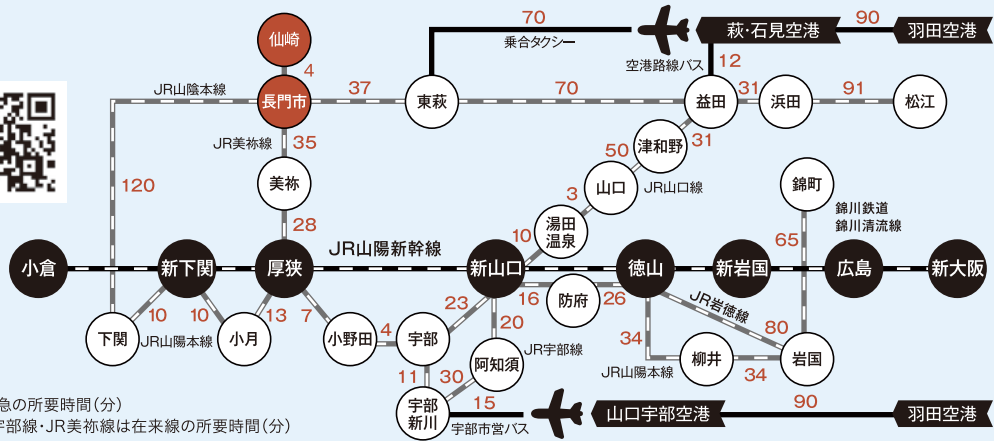 70
90
仙崎
乗合タクシー
萩・石見空港
羽田空港
4
空港路線バス
12
JR山陰本線
長門市
37
東萩
70
益田
31
浜田
91
松江
JR美祢線
35
50
津和野
31
120
美祢
3
山口
JR山口線
錦町
28
湯田
温泉
錦川鉄道
錦川清流線
JR山陽新幹線
10
65
小倉
新下関
厚狭
新山口
徳山
新岩国
広島
新大阪
16
防府
26
JR岩徳線
10
10
13
7
23
20
80
下関
JR山陽本線
小月
小野田
4
宇部
JR宇部線
34
柳井
34
岩国
阿知須
JR山陽本線
11
30
宇部
新川
15
宇部市営バス
山口宇部空港
90
羽田空港
急の所要時間（分）
宇部線・JR美祢線は在来線の所要時間（分）